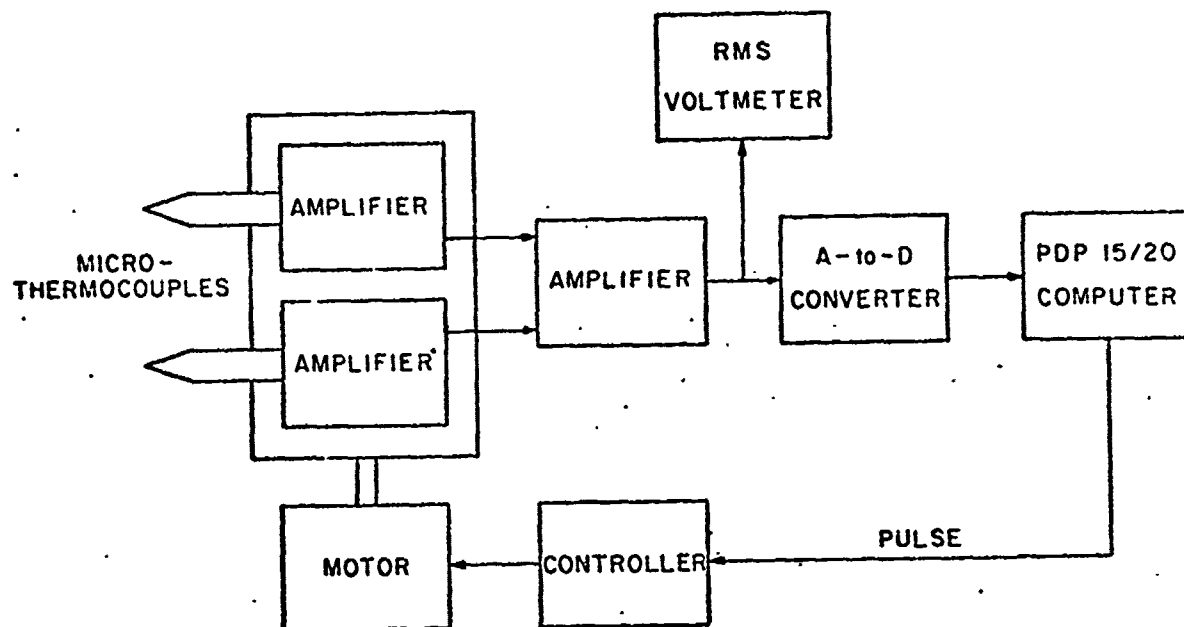 RMS
VOLTMETER
AMPLIFIER
MICRO-
THERMOCOUPLES
AMPLIFIER
AMPLIFIER
A-to-D
CONVERTER
PDP 15/20
COMPUTER
MOTOR
CONTROLLER
PULSE